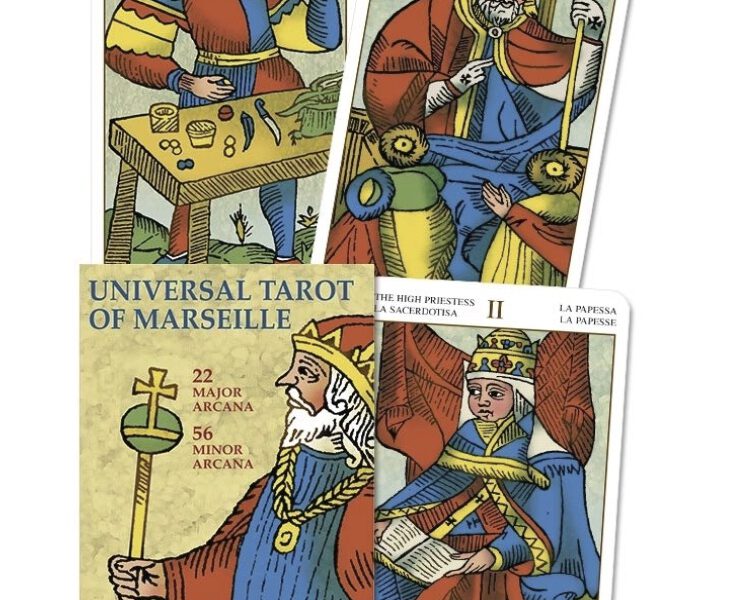 UNIVERSAL TAROT
OF MARSEILLE
22
MAJOR
ARCANA
56
MINOR
ARCANA
THE HIGH PRIESTESS
LA SACERDOTISA
II
LA PAPESSA
LA PAPESSE